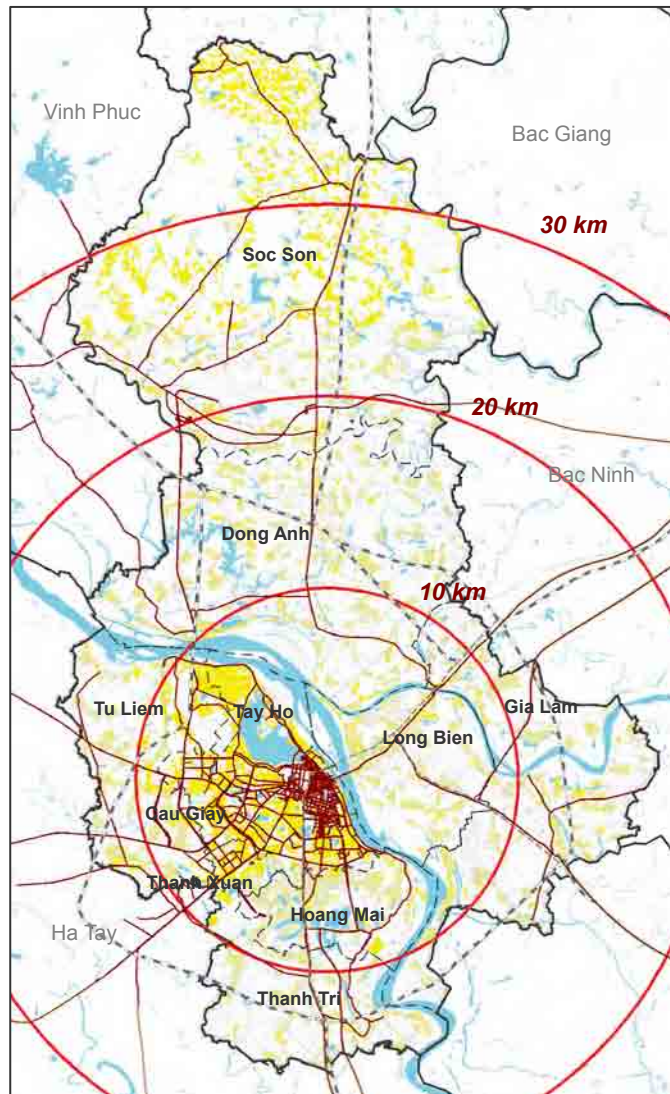 Vinh Phuc
Bac Giang
30 km
Soc Son
20 km
Bac Ninh
Dong Anh
10 km
Tu Liem
Tay Ho
Gia Lam
Long Bien
Cau Giay
Thanh Xuan
Hoang Mai
Ha Tay
Thanh Tri